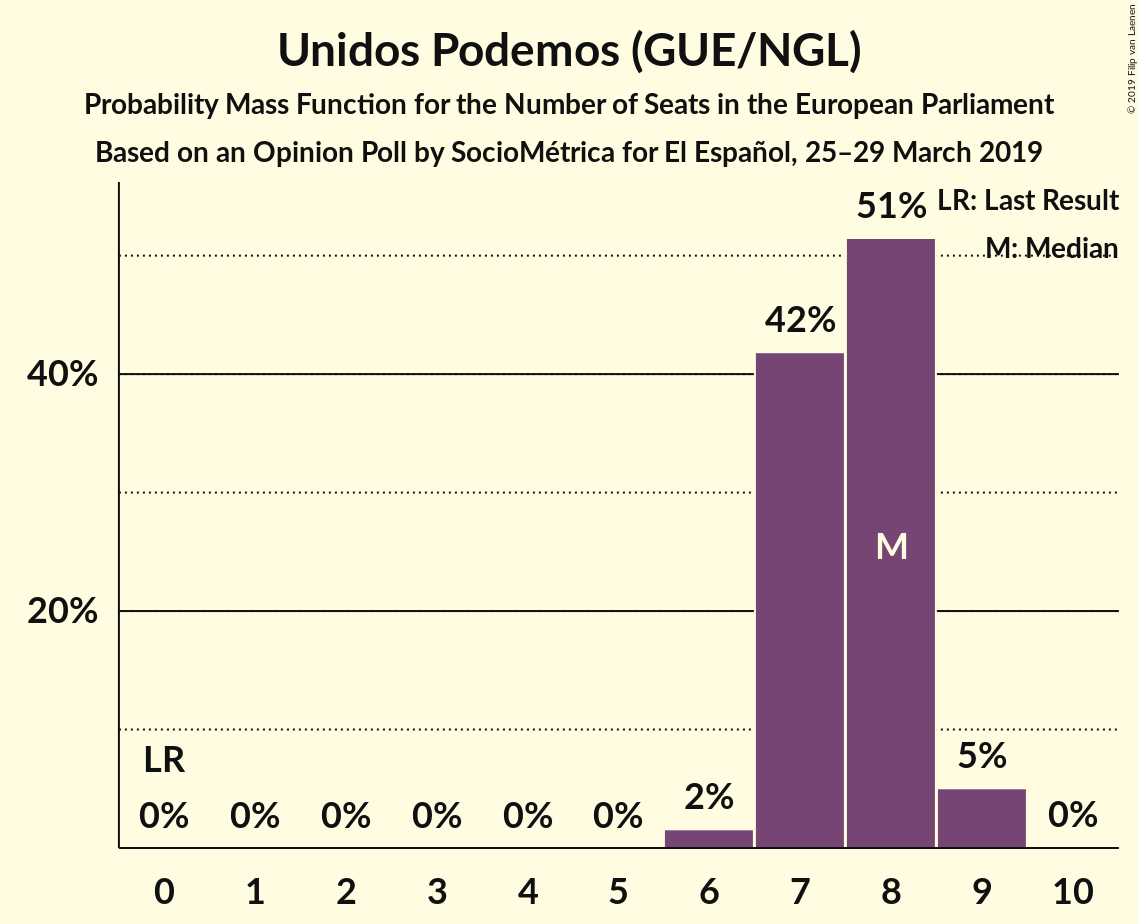 Unidos Podemos (GUE/NGL)
Probability Mass Function for the Number of Seats in the European Parliament
Based on an Opinion Poll by SocioMétrica for El Español, 25–29 March 2019
© 2019 Filip van Laenen
LR: Last Result
M: Median
51%
42%
40%
M
20%
LR
0% 0% 0% 0% 0% 0% 2% 5% 0%
0 1 2 3 4 5 6 7 8 9 10